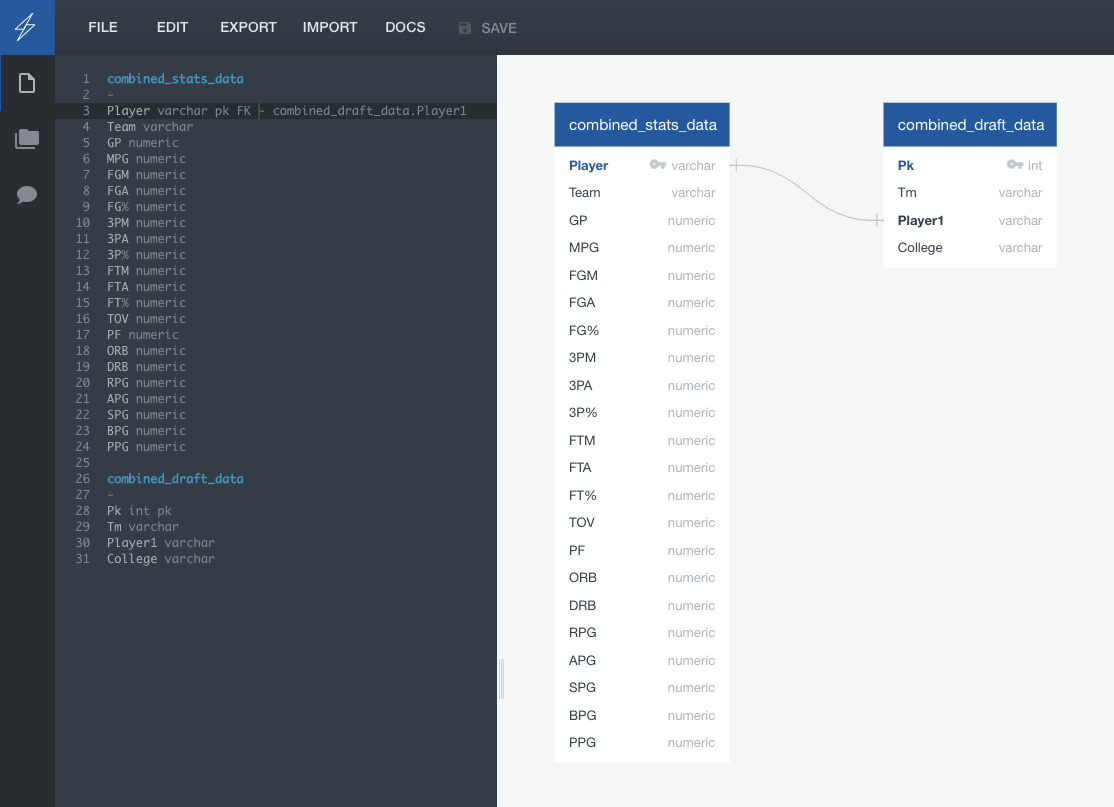 FILE EDIT EXPORT IMPORT DOCS SAVE
1 combined_stats_data
2 -
3 Player varchar pk FK - combined_draft_data.Player1
4 Team varchar
5 GP numeric
6 MPG numeric
7 FGM numeric
8 FGA numeric
9 FG% numeric
10 3PM numeric
11 3PA numeric
12 3P% numeric
13 FTM numeric
14 FTA numeric
15 FT% numeric
16 TOV numeric
17 PF numeric
18 ORB numeric
19 DRB numeric
20 RPG numeric
21 APG numeric
22 SPG numeric
23 BPG numeric
24 PPG numeric
25
26 combined_draft_data
27 -
28 Pk int pk
29 Tm varchar
30 Player1 varchar
31 College varchar
combined_stats_data
Player varchar
Team varchar
GP numeric
MPG numeric
FGM numeric
FGA numeric
FG% numeric
3PM numeric
3PA numeric
3P% numeric
FTM numeric
FTA numeric
FT% numeric
TOV numeric
PF numeric
ORB numeric
DRB numeric
RPG numeric
APG numeric
SPG numeric
BPG numeric
PPG numeric
combined_draft_data
Pk int
Tm varchar
Player1 varchar
College varchar